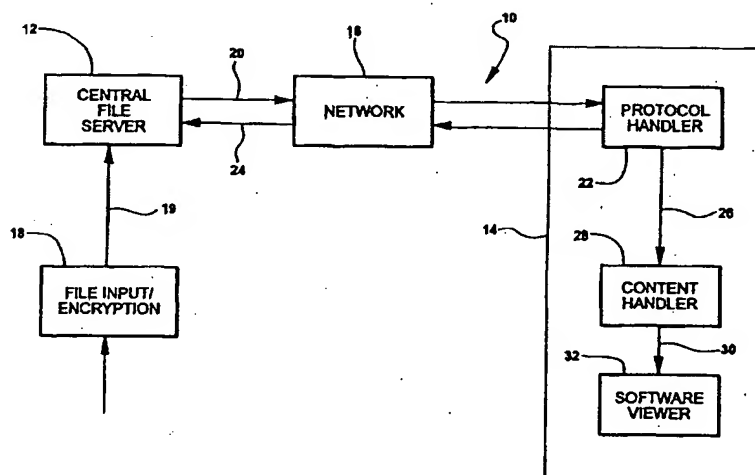 10
12
20
16
CENTRAL
FILE
SERVER
NETWORK
PROTOCOL
HANDLER
24
22
19
26
18
14
28
FILE INPUT/
ENCRYPTION
CONTENT
HANDLER
30
32
SOFTWARE
VIEWER